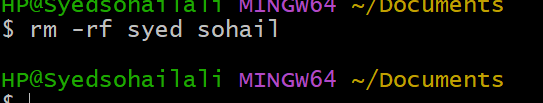 HP@Syedsohailali MINGW64 ~/Documents
$ rm -rf syed sohail
HP@Syedsohailali MINGW64 ~/Documents
$